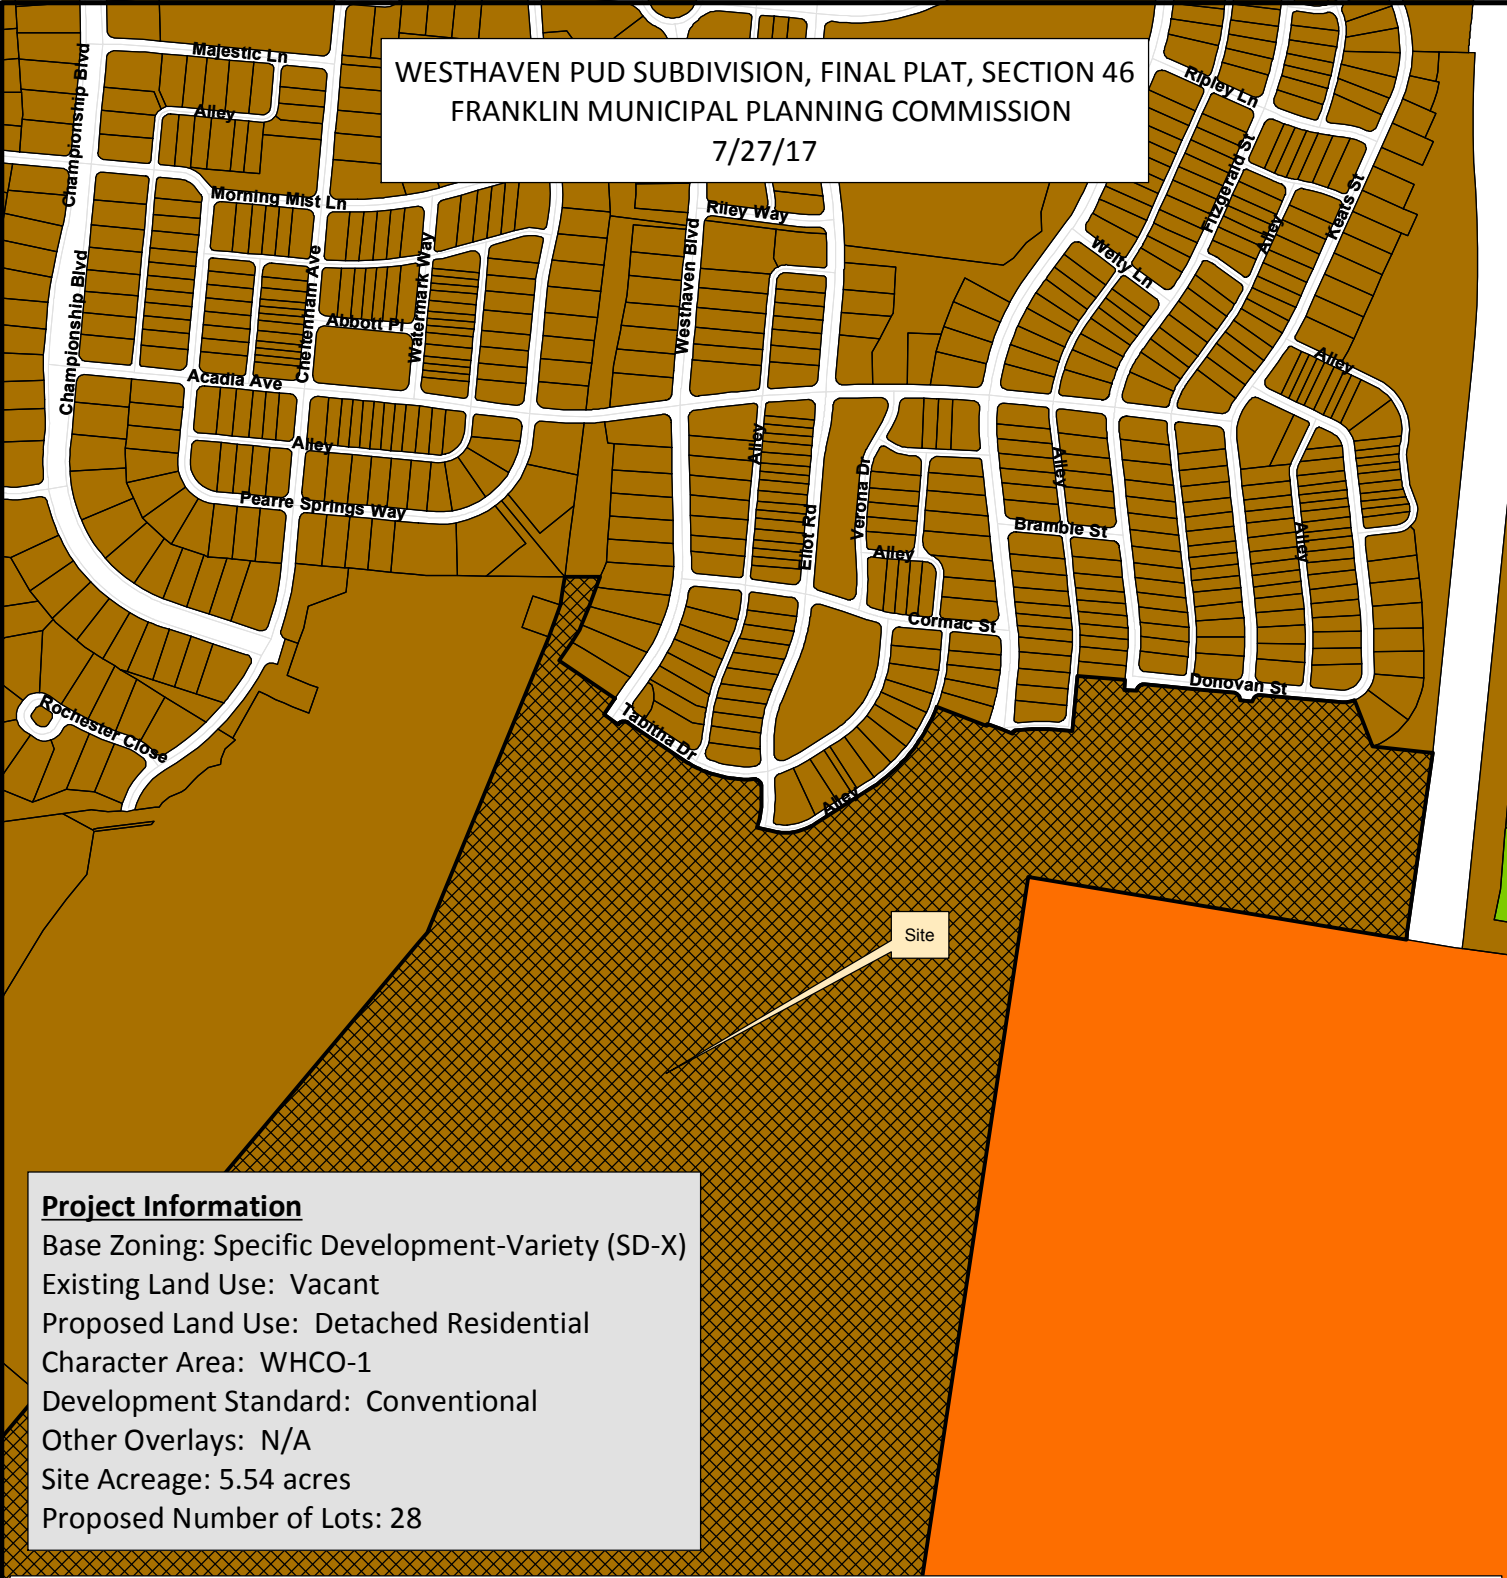 WESTHAVEN PUD SUBDIVISION, FINAL PLAT, SECTION 46
FRANKLIN MUNICIPAL PLANNING COMMISSION
7/27/17
Majestic Ln
Championship Blvd
Alley
Morning Mist Ln
Championship Blvd
Cheltenham Ave
Watermark Way
Abbott Pl
Acadia Ave
Championship Blvd
Alley
Pearre Springs Way
Rochester Close
Riley Way
Westhaven Blvd
Ripley Ln
Fitzgerald St
Alley
Keats St
Welty Ln
Alley
Alley
Eliot Rd
Verona Dr
Alley
Alley
Bramble St
Alley
Cormac St
Donovan St
Tabitha Dr
Alley
Site
Project Information
Base Zoning: Specific Development-Variety (SD-X)
Existing Land Use: Vacant
Proposed Land Use: Detached Residential
Character Area: WHCO-1
Development Standard: Conventional
Other Overlays: N/A
Site Acreage: 5.54 acres
Proposed Number of Lots: 28